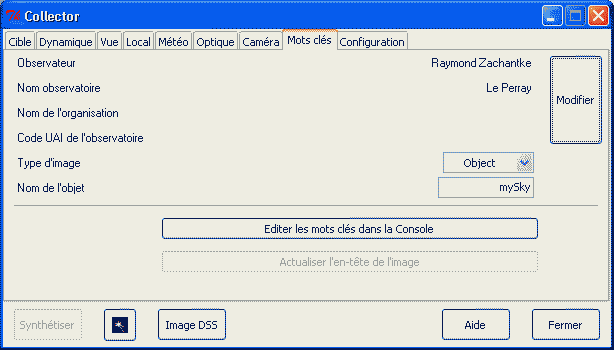 Collector
Cible Dynamique Vue Local Météo Optique Caméra Mots clés Configuration
Observateur Raymond Zachantke
Nom observatoire Le Perray
Modifier
Nom de l'organisation
Code UAI de l'observatoire
Type d'image Object
Nom de l'objet mySky
Editer les mots clés dans la Console
Actualiser l'en-tête de l'image
Synthétiser Image DSS Aide Fermer